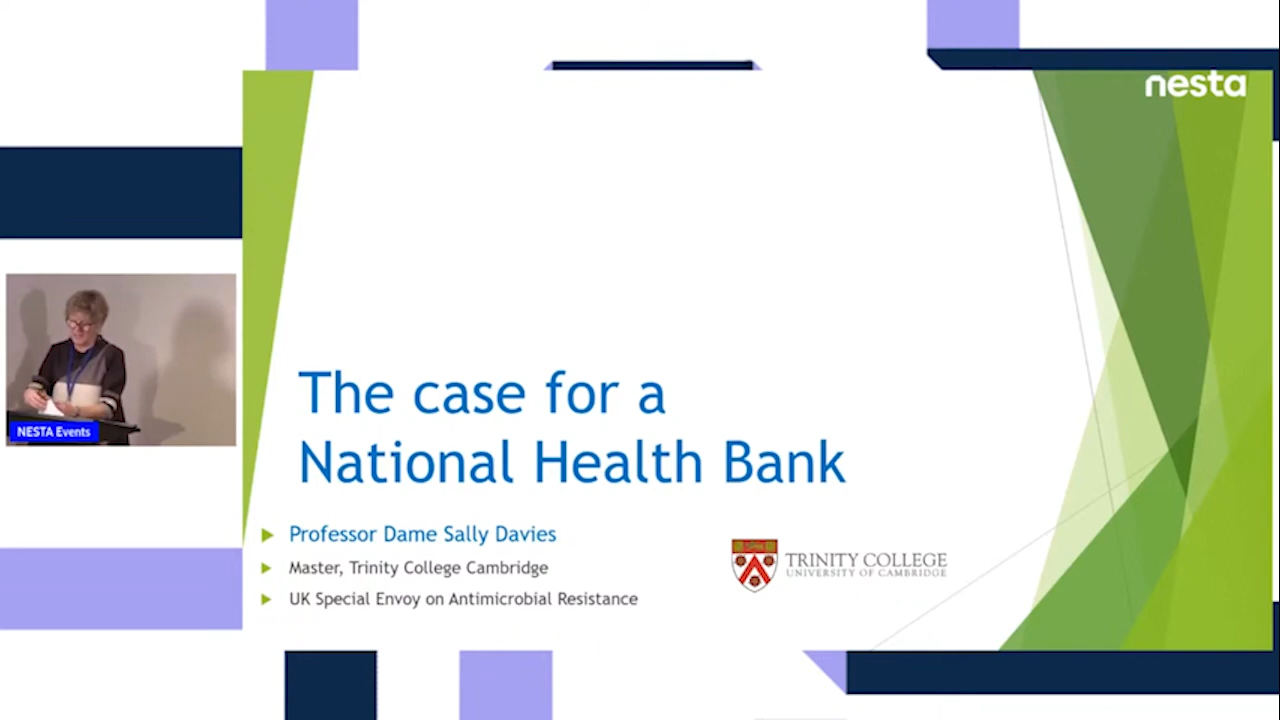 nesta
The case for a
National Health Bank
Professor Dame Sally Davies
Master, Trinity College Cambridge
UK Special Envoy on Antimicrobial Resistance
TRINITY COLLEGE
UNIVERSITY OF CAMBRIDGE
NESTA Events